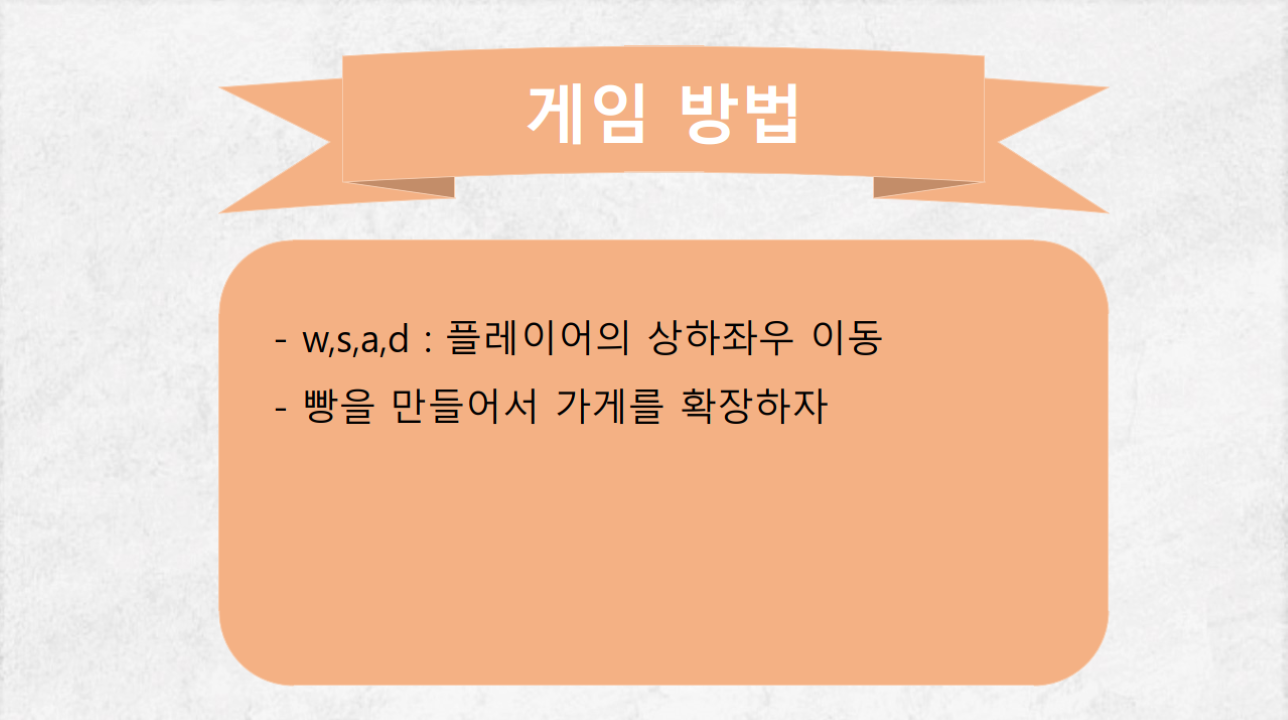 게임 방법
- w,s,a,d : 플레이어의 상하좌우 이동
- 빵을 만들어서 가게를 확장하자